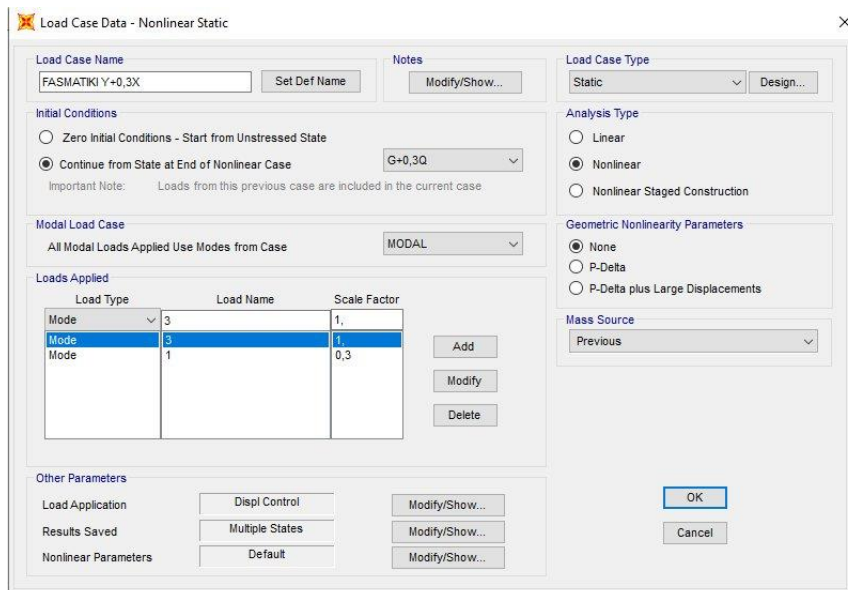 Load Case Data - Nonlinear Static
Load Case Name
FASMATIKI Y+0,3X
Set Def Name
Notes
Modify/Show...
Load Case Type
Static
Design...
Initial Conditions
Zero Initial Conditions - Start from Unstressed State
Continue from State at End of Nonlinear Case
G+0,3Q
Important Note: Loads from this previous case are included in the current case
Analysis Type
Linear
Nonlinear
Nonlinear Staged Construction
Modal Load Case
All Modal Loads Applied Use Modes from Case
MODAL
Geometric Nonlinearity Parameters
None
P-Delta
P-Delta plus Large Displacements
Loads Applied
Load Type Load Name Scale Factor
Mode 3 1,
Mode 3 1,
Mode 1 0,3
Add
Modify
Delete
Mass Source
Previous
Other Parameters
Load Application Displ Control Modify/Show...
Results Saved Multiple States Modify/Show...
Nonlinear Parameters Default Modify/Show...
OK
Cancel